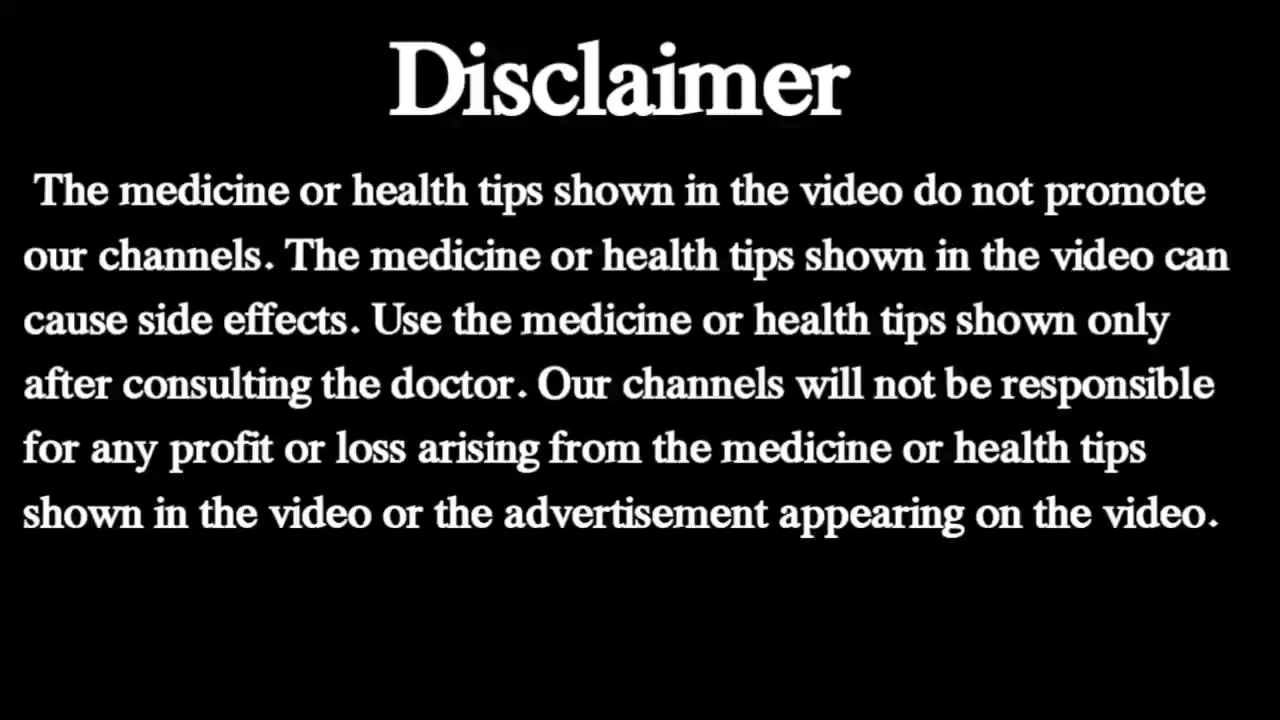 Disclaimer
The medicine or health tips shown in the video do not promote
our channels. The medicine or health tips shown in the video can
cause side effects. Use the medicine or health tips shown only
after consulting the doctor. Our channels will not be responsible
for any profit or loss arising from the medicine or health tips
shown in the video or the advertisement appearing on the video.